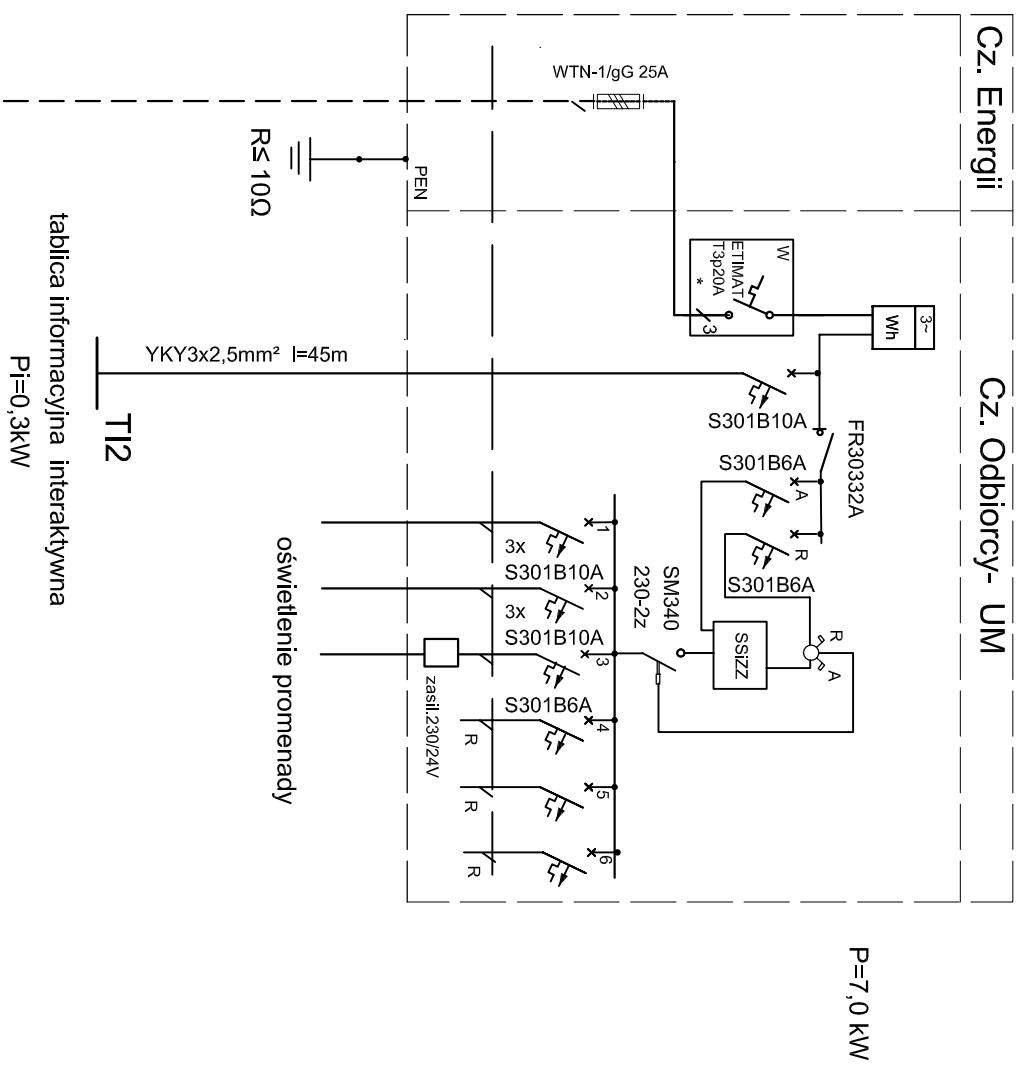 Cz. Energii
Cz. Odbiorcy- UM
WTN-1/gG 25A
PEN
R≤ 10Ω
W
ETIMAT
T3p20A
*
3
3~
Wh
YKY3x2,5mm² l=45m
TI2
tablica informacyjna interaktywna
Pi=0,3kW
S301B10A
FR30332A
S301B6A
A
R
S301B6A
R
A
SSiZZ
SM340
230-2z
1
3x
S301B10A
2
3x
S301B10A
3
S301B6A
4
5
6
zasil.230/24V
R
R
R
oświetlenie promenady
P=7,0 kW